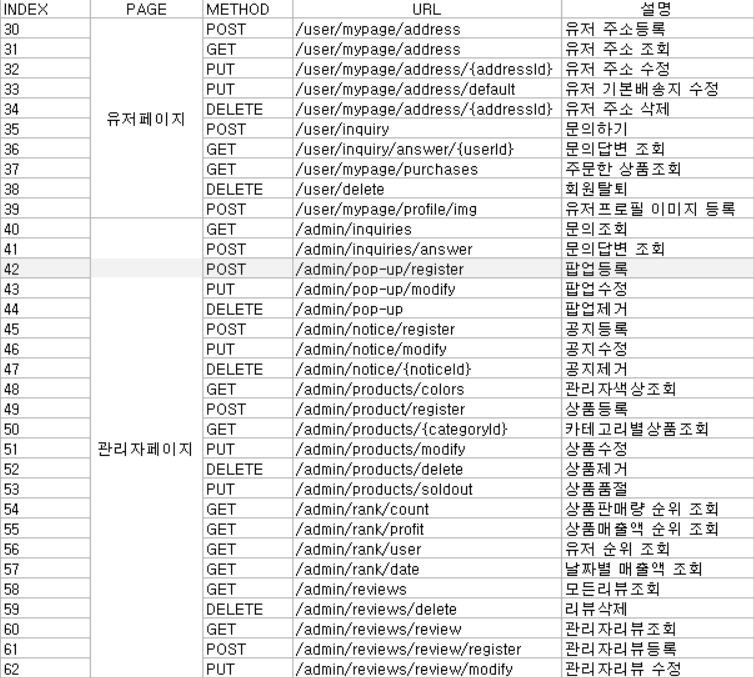 INDEX PAGE METHOD URL 설명
30 POST /user/mypage/address 유저 주소등록
31 GET /user/mypage/address 유저 주소 조회
32 PUT /user/mypage/address/{addressId} 유저 주소 수정
33 PUT /user/mypage/address/default 유저 기본배송지 수정
34 유저페이지 DELETE /user/mypage/address/{addressId} 유저 주소 삭제
35 POST /user/inquiry 문의하기
36 GET /user/inquiry/answer/{userId} 문의답변 조회
37 GET /user/mypage/purchases 주문한 상품조회
38 DELETE /user/delete 회원탈퇴
39 POST /user/mypage/profile/img 유저프로필 이미지 등록
40 GET /admin/inquiries 문의조회
41 POST /admin/inquiries/answer 문의답변 조회
42 POST /admin/pop-up/register 팝업등록
43 PUT /admin/pop-up/modify 팝업수정
44 DELETE /admin/pop-up 팝업제거
45 POST /admin/notice/register 공지등록
46 PUT /admin/notice/modify 공지수정
47 DELETE /admin/notice/{noticeId} 공지제거
48 GET /admin/products/colors 관리자색상조회
49 POST /admin/product/register 상품등록
50 GET /admin/products/{categoryId} 카테고리별상품조회
51 관리자페이지 PUT /admin/products/modify 상품수정
52 DELETE /admin/products/delete 상품제거
53 PUT /admin/products/soldout 상품품절
54 GET /admin/rank/count 상품판매량 순위 조회
55 GET /admin/rank/profit 상품매출액 순위 조회
56 GET /admin/rank/user 유저 순위 조회
57 GET /admin/rank/date 날짜별 매출액 조회
58 GET /admin/reviews 모든리뷰조회
59 DELETE /admin/reviews/delete 리뷰삭제
60 GET /admin/reviews/review 관리자리뷰조회
61 POST /admin/reviews/review/register 관리자리뷰등록
62 PUT /admin/reviews/review/modify 관리자리뷰 수정